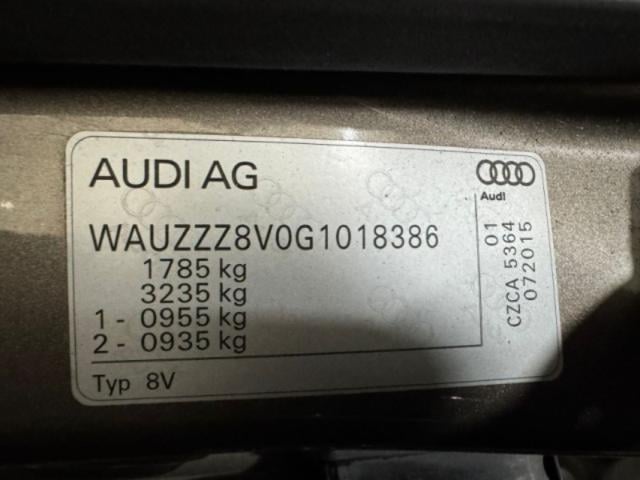 AUDI AG
Audi
WAUZZZ8V0G1018386
1785 kg
3235 kg
1 - 0955 kg
2 - 0935 kg
Typ 8V
01
CZCA 5364
072015